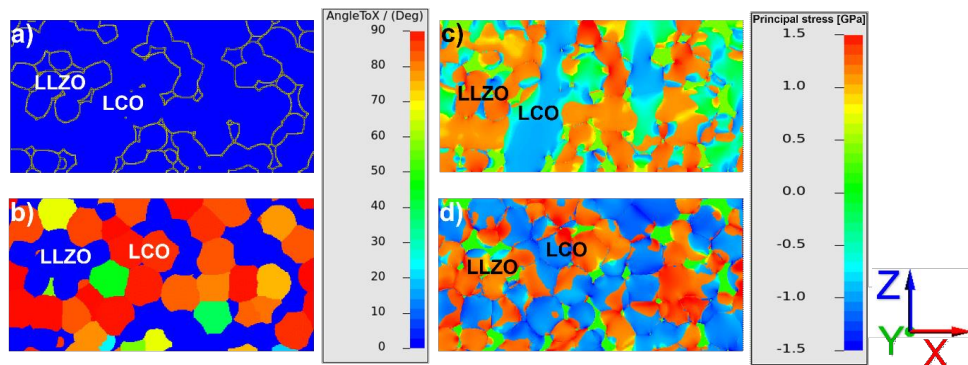 a)
LLZO
LCO
b)
LLZO
LCO
AngleToX / (Deg)
90
80
70
60
50
40
30
20
10
0
c)
LLZO
LCO
d)
LLZO
LCO
Principal stress [GPa]
1.5
1.0
0.5
0.0
-0.5
-1.0
-1.5
Z
Y
X